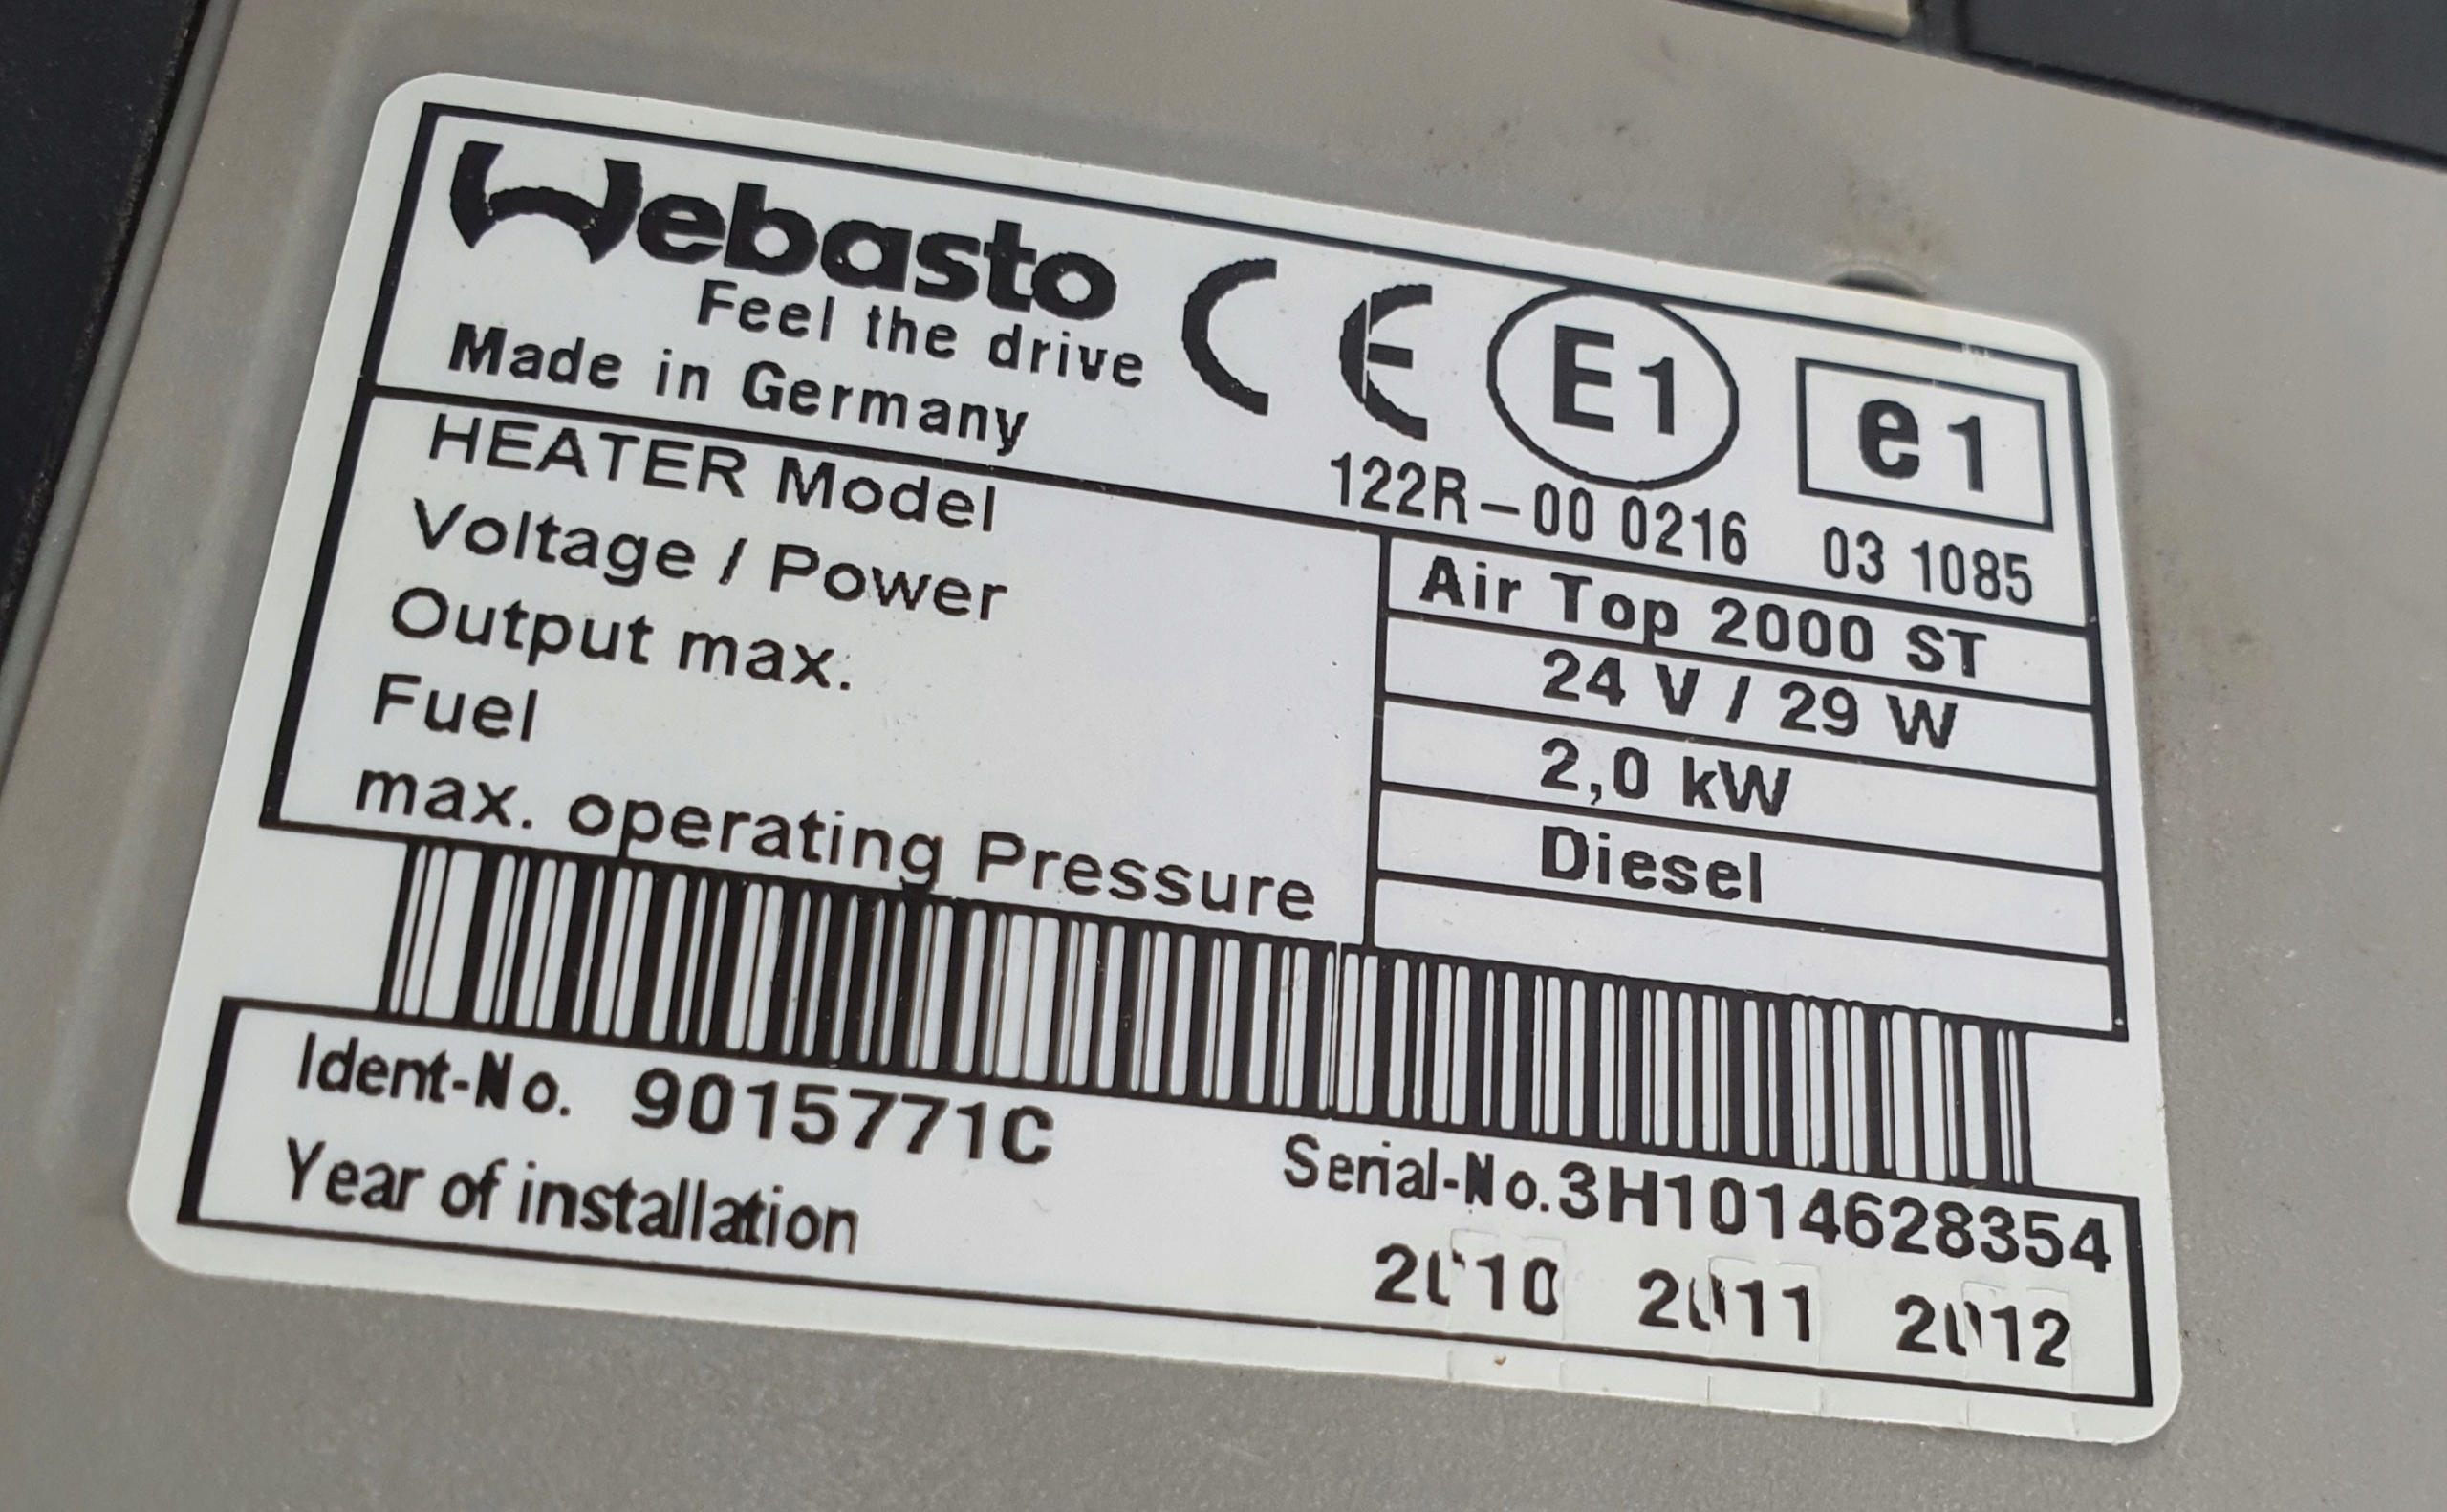 Webasto
Feel the drive
Made in Germany
CE E1 e1
122R-00 0216 03 1085
HEATER Model Air Top 2000 ST
Voltage / Power 24 V / 29 W
Output max. 2,0 kW
Fuel Diesel
max. operating Pressure
Ident-No. 9015771C Serial-No.3H1014628354
Year of installation 2010 2011 2012